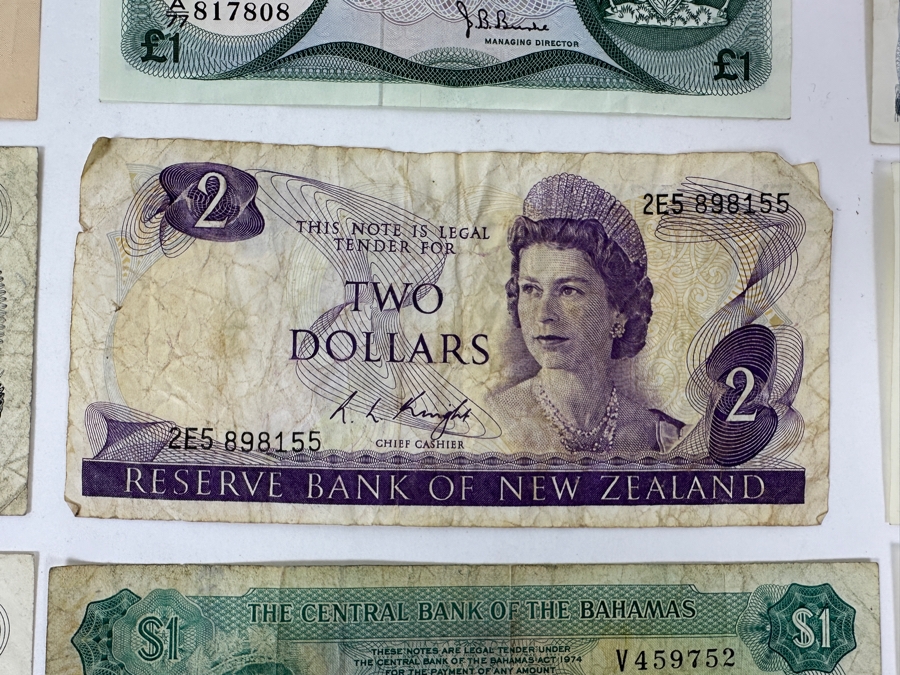 A/77 817808
J.B. Burke
MANAGING DIRECTOR
£1
£1
2
2E5 898155
THIS NOTE IS LEGAL
TENDER FOR
TWO
DOLLARS
R. L. Knight
CHIEF CASHIER
2
2E5 898155
RESERVE BANK OF NEW ZEALAND
$1
THE CENTRAL BANK OF THE BAHAMAS
$1
THESE NOTES ARE LEGAL TENDER UNDER
THE CENTRAL BANK OF THE BAHAMAS ACT 1974
FOR THE PAYMENT OF ANY AMOUNT
V459752